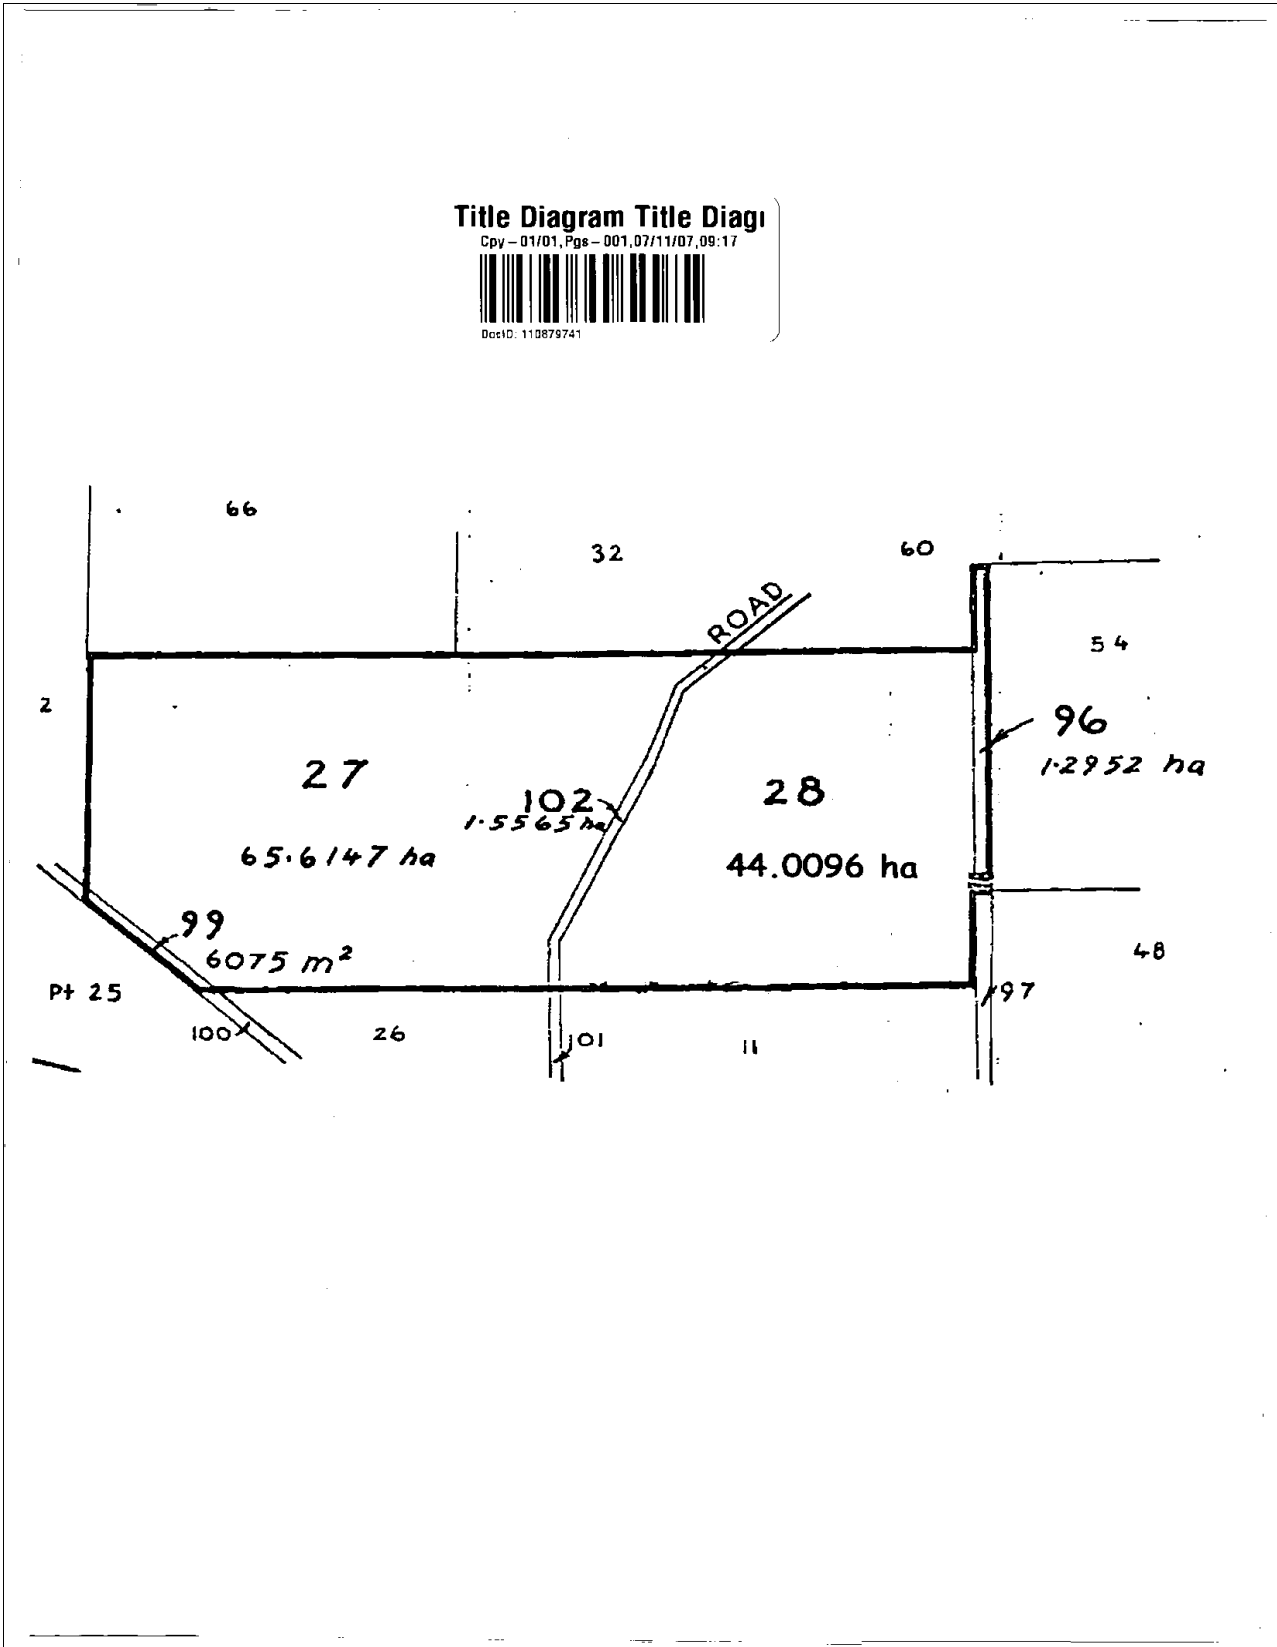 Title Diagram Title Diag
Cpy – 01/01, Pgs – 001,07/11/07,09:17
DocID: 110879741
66
32
60
ROAD
54
2
96
1.2952 ha
27
102
1.5565 ha
28
65.6147 ha
44.0096 ha
99
6075 m²
48
Pt 25
97
100
26
101
11